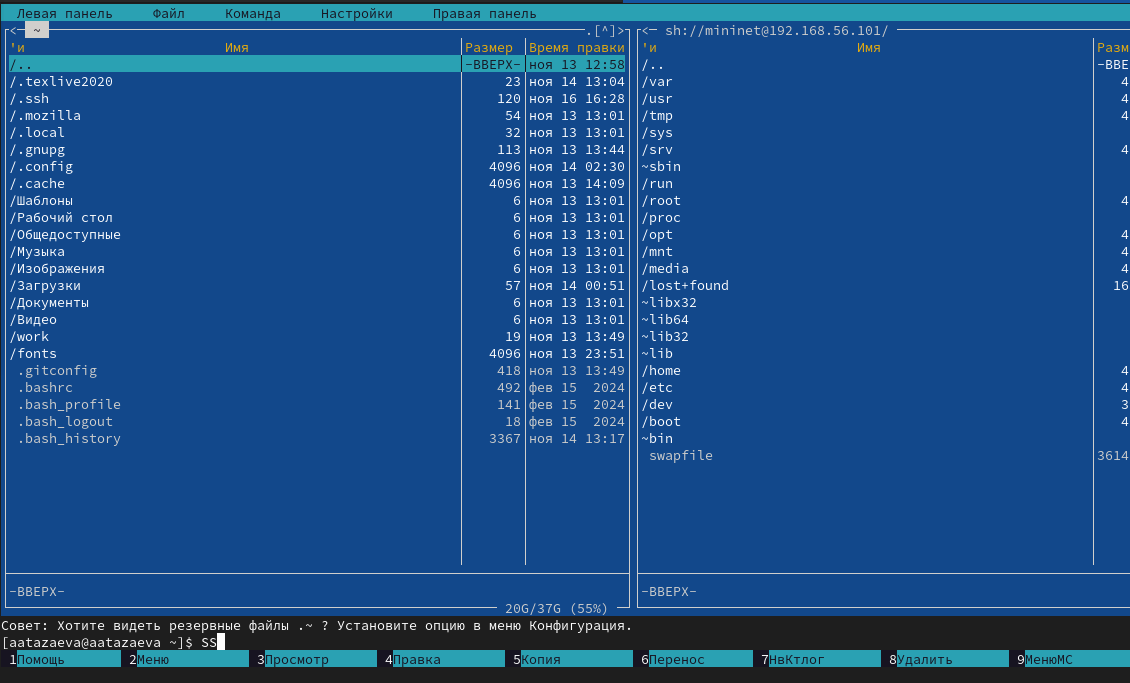 Левая панель Файл Команда Настройки Правая панель
<─ ~ .[^]> <─ sh://mininet@192.168.56.101/
'и Имя Размер Время правки 'и Имя Разм
/.. -ВВЕРХ- ноя 13 12:58 /.. -ВВЕ
/.texlive2020 23 ноя 14 13:04 /var 4
/.ssh 120 ноя 16 16:28 /usr 4
/.mozilla 54 ноя 13 13:01 /tmp 4
/.local 32 ноя 13 13:01 /sys
/.gnupg 113 ноя 13 13:44 /srv 4
/.config 4096 ноя 14 02:30 ~sbin
/.cache 4096 ноя 13 14:09 /run
/Шаблоны 6 ноя 13 13:01 /root 4
/Рабочий стол 6 ноя 13 13:01 /proc
/Общедоступные 6 ноя 13 13:01 /opt 4
/Музыка 6 ноя 13 13:01 /mnt 4
/Изображения 6 ноя 13 13:01 /media 4
/Загрузки 57 ноя 14 00:51 /lost+found 16
/Документы 6 ноя 13 13:01 ~libx32
/Видео 6 ноя 13 13:01 ~lib64
/work 19 ноя 13 13:49 ~lib32
/fonts 4096 ноя 13 23:51 ~lib
.gitconfig 418 ноя 13 13:49 /home 4
.bashrc 492 фев 15 2024 /etc 4
.bash_profile 141 фев 15 2024 /dev 3
.bash_logout 18 фев 15 2024 /boot 4
.bash_history 3367 ноя 14 13:17 ~bin
swapfile 3614
-ВВЕРХ- -ВВЕРХ-
20G/37G (55%)
Совет: Хотите видеть резервные файлы .~ ? Установите опцию в меню Конфигурация.
[aatazaeva@aatazaeva ~]$ SS
1Помощь 2Меню 3Просмотр 4Правка 5Копия 6Перенос 7НвКтлог 8Удалить 9МенюМС